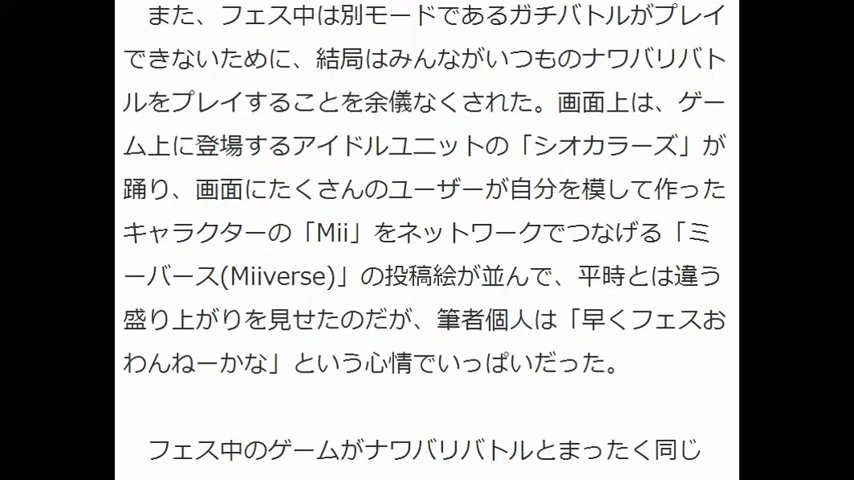 また、フェス中は別モードであるガチバトルがプレイ
できないために、結局はみんながいつものナワバリバト
ルをプレイすることを余儀なくされた。画面上は、ゲー
ム上に登場するアイドルユニットの「シオカラーズ」が
踊り、画面にたくさんのユーザーが自分を模して作った
キャラクターの「Mii」をネットワークでつなげる「ミ
ーバース(Miiverse)」の投稿絵が並んで、平時とは違う
盛り上がりを見せたのだが、筆者個人は「早くフェスお
わんねーかな」という心情でいっぱいだった。
フェス中のゲームがナワバリバトルとまったく同じ